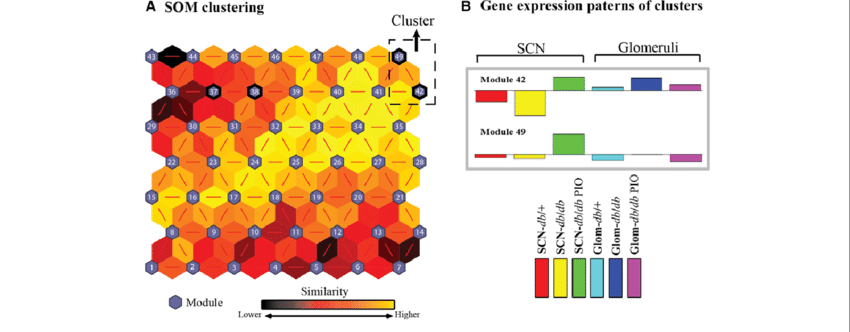 A SOM clustering
Cluster
43 44 45 46 47 48 49
36 37 38 39 40 41 42
29 30 31 32 33 34 35
22 23 24 25 26 27 28
15 16 17 18 19 20 21
8 9 10 11 12 13 14
1 2 3 4 5 6 7
Module
Similarity
Lower Higher
B Gene expression paterns of clusters
SCN Glomeruli
Module 42
Module 49
SCN-db/+
SCN-db/db
SCN-db/db PIO
Glom-db/+
Glom-db/db
Glom-db/db PIO